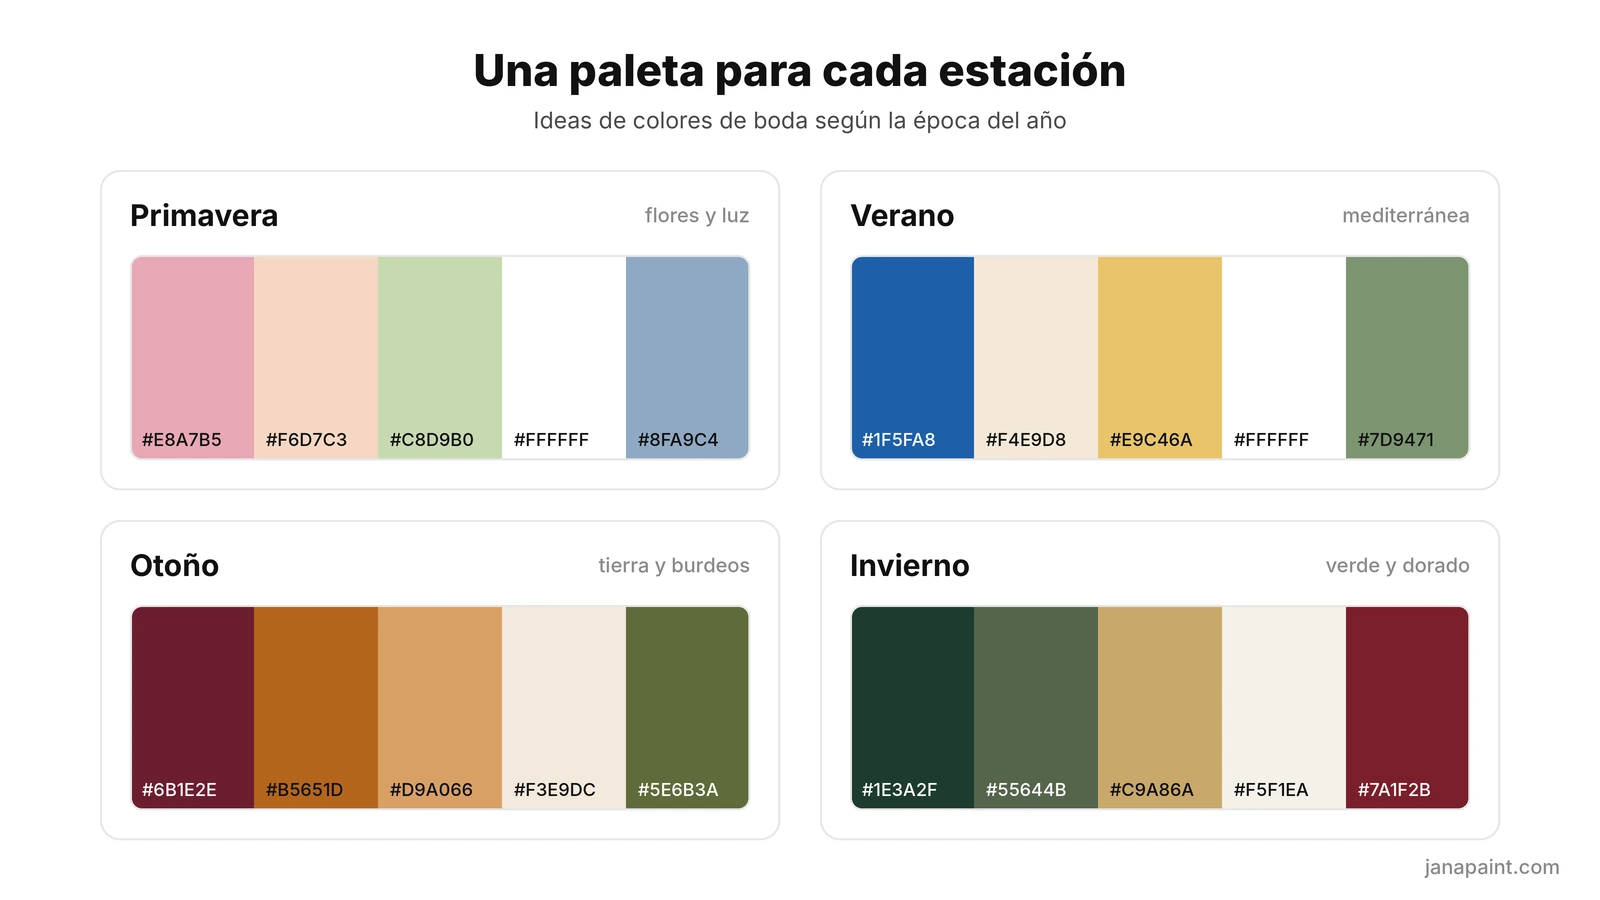 Una paleta para cada estación
Ideas de colores de boda según la época del año
Primavera
flores y luz
#E8A7B5
#F6D7C3
#C8D9B0
#FFFFFF
#8FA9C4
Verano
mediterránea
#1F5FA8
#F4E9D8
#E9C46A
#FFFFFF
#7D9471
Otoño
tierra y burdeos
#6B1E2E
#B5651D
#D9A066
#F3E9DC
#5E6B3A
Invierno
verde y dorado
#1E3A2F
#55644B
#C9A86A
#F5F1EA
#7A1F2B
janapaint.com